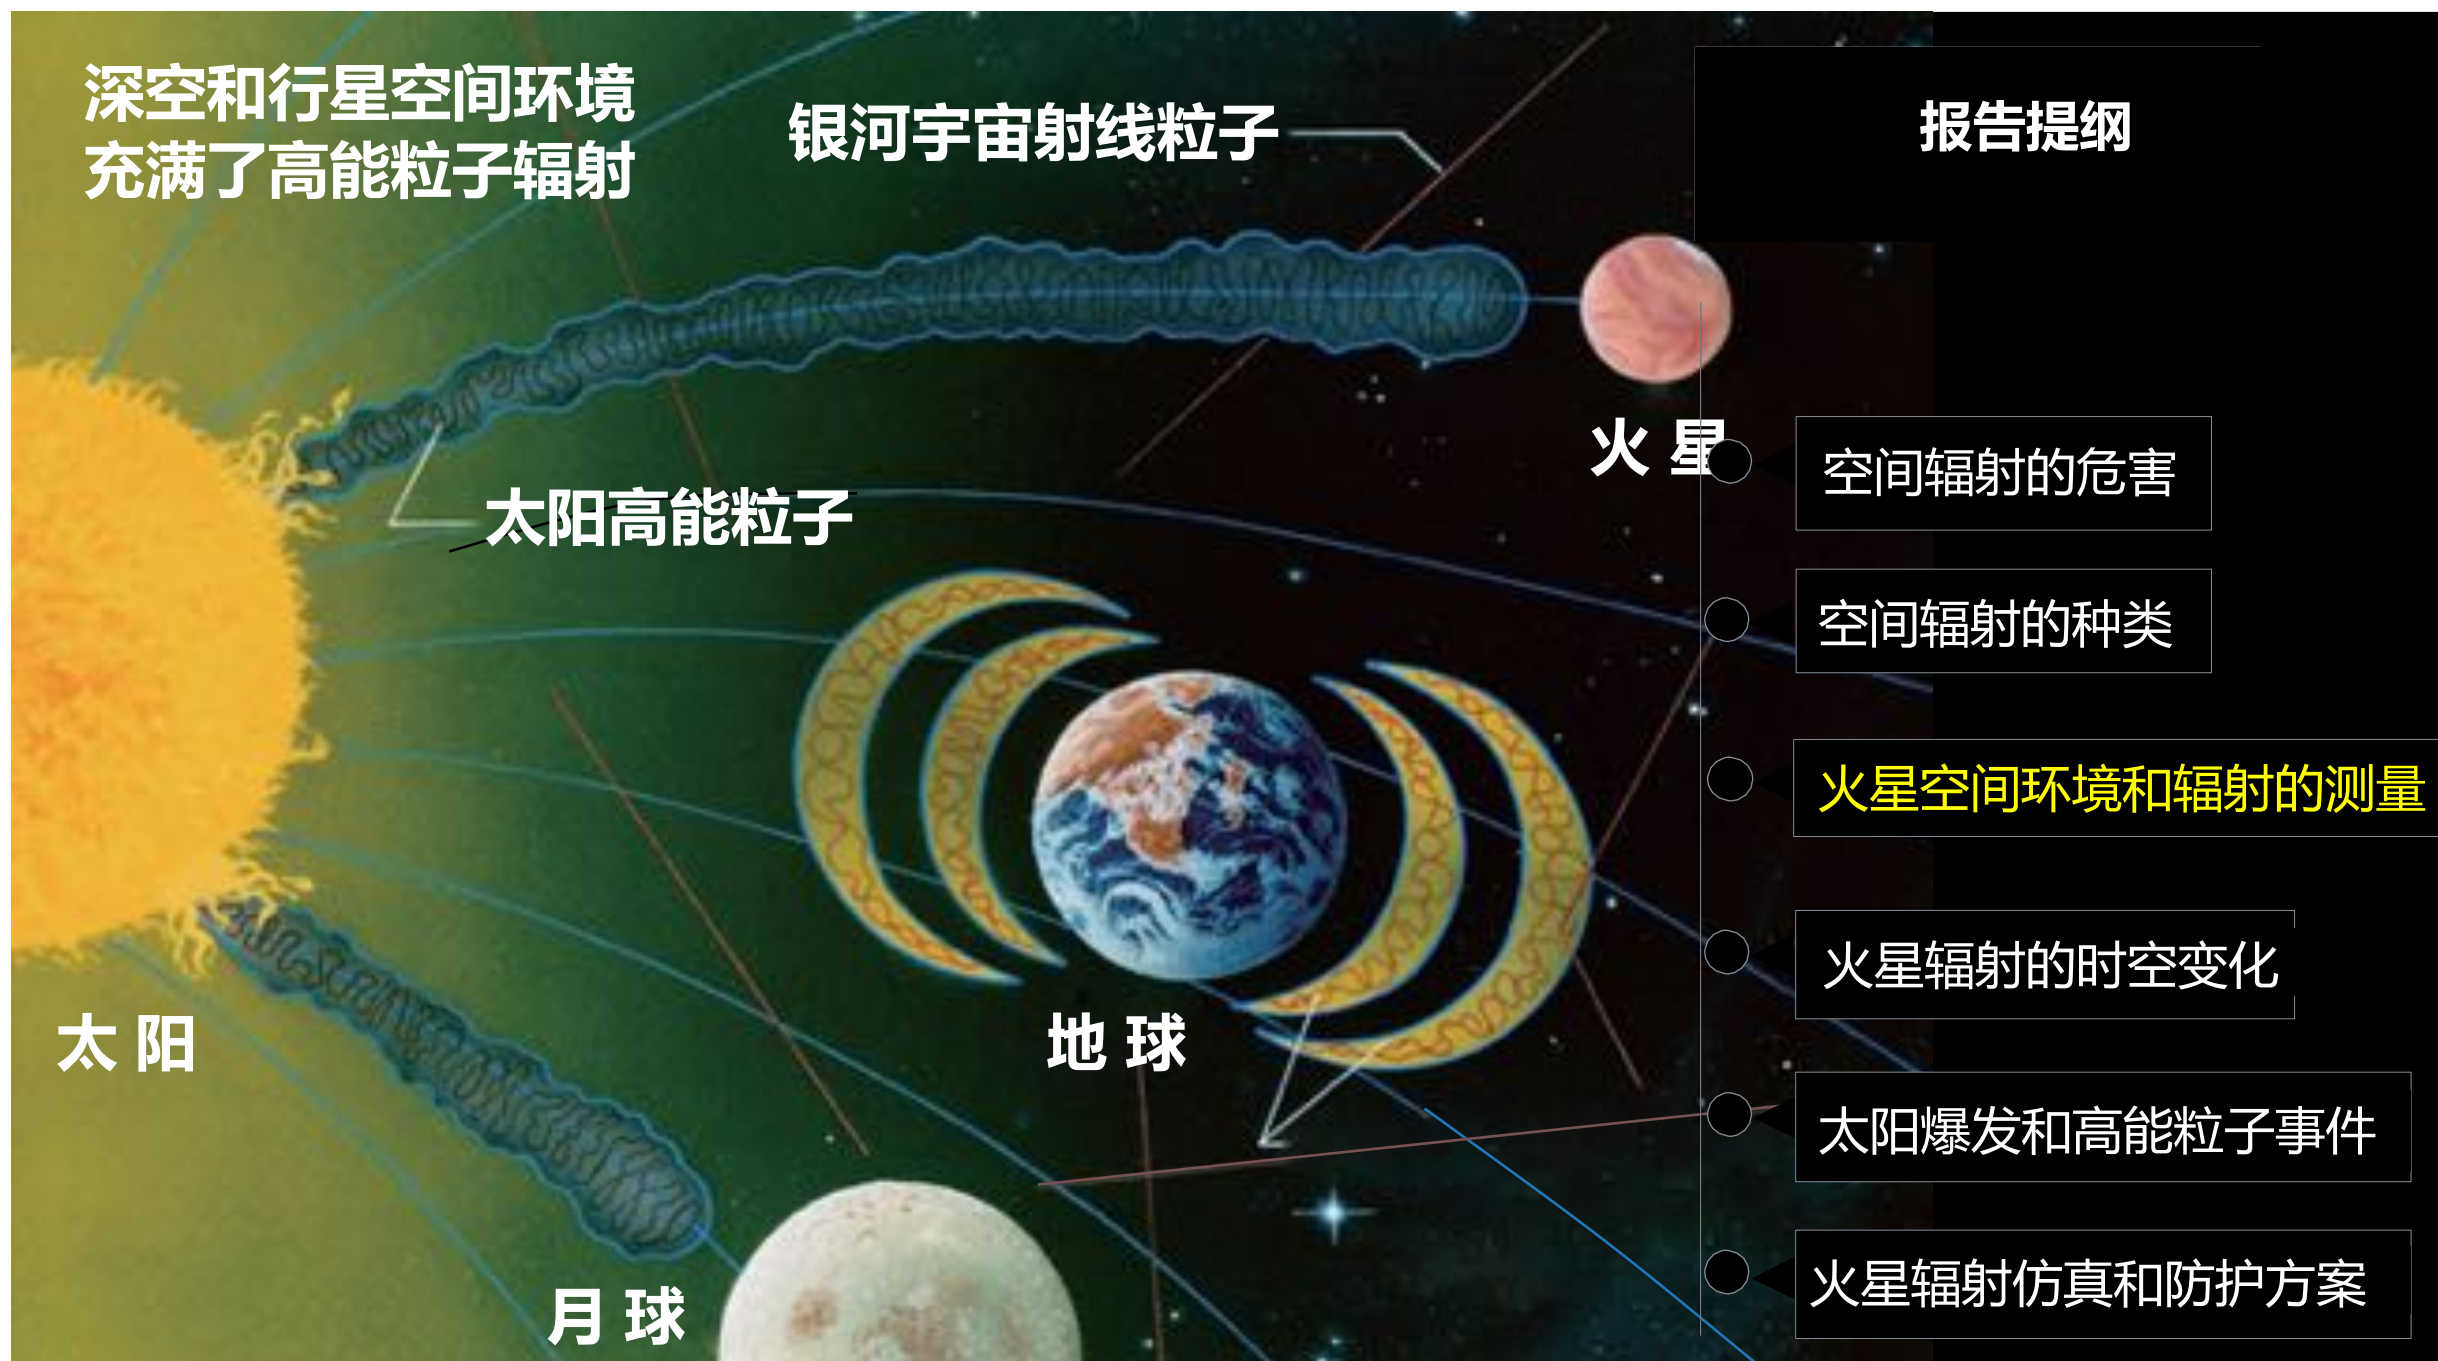 深空和行星空间环境
充满了高能粒子辐射
银河宇宙射线粒子
报告提纲
火 星
太阳高能粒子
太 阳
地 球
月 球
空间辐射的危害
空间辐射的种类
火星空间环境和辐射的测量
火星辐射的时空变化
太阳爆发和高能粒子事件
火星辐射仿真和防护方案